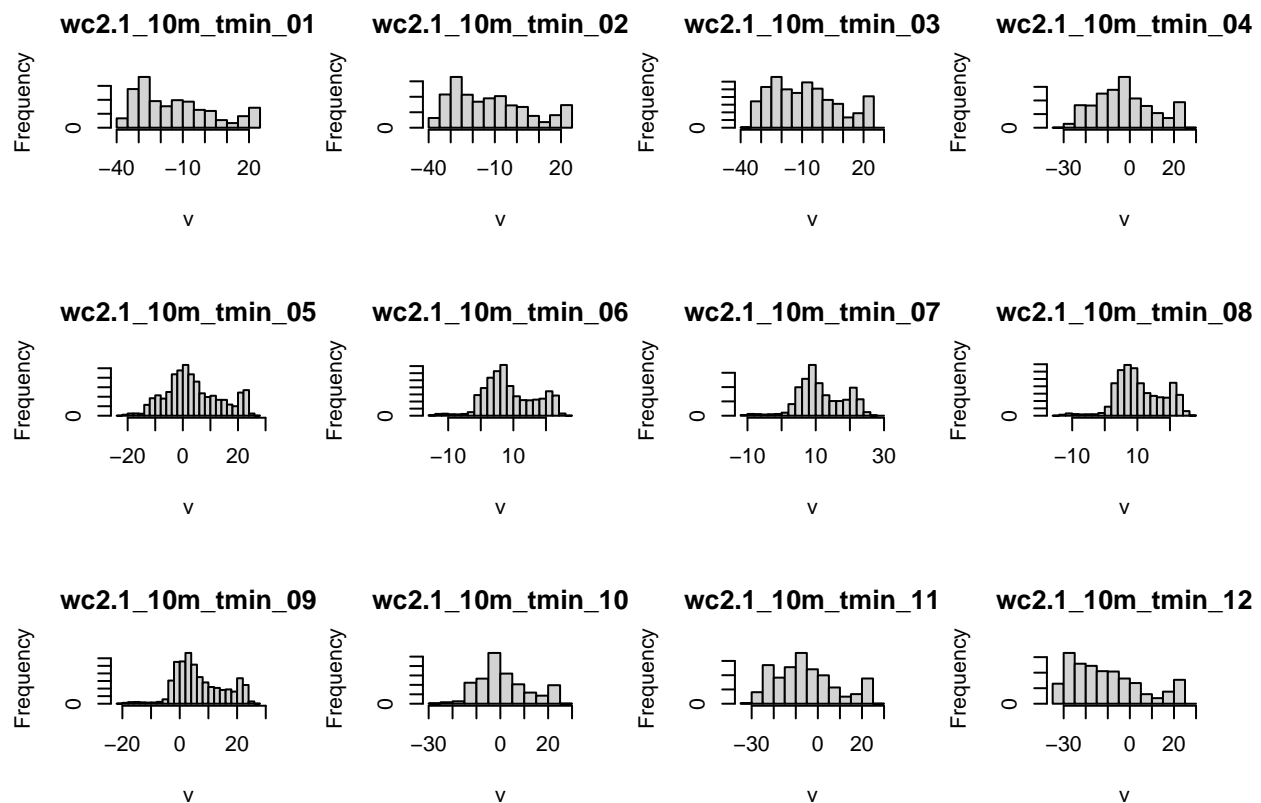 wc2.1_10m_tmin_01 wc2.1_10m_tmin_02 wc2.1_10m_tmin_03 wc2.1_10m_tmin_04
Frequency Frequency Frequency Frequency
0 0 0 0
−40 −10 20 −40 −10 20 −40 −10 20 −30 0 20
v v v v
wc2.1_10m_tmin_05 wc2.1_10m_tmin_06 wc2.1_10m_tmin_07 wc2.1_10m_tmin_08
Frequency Frequency Frequency Frequency
0 0 0 0
−20 0 20 −10 10 −10 10 30 −10 10
v v v v
wc2.1_10m_tmin_09 wc2.1_10m_tmin_10 wc2.1_10m_tmin_11 wc2.1_10m_tmin_12
Frequency Frequency Frequency Frequency
0 0 0 0
−20 0 20 −30 0 20 −30 0 20 −30 0 20
v v v v